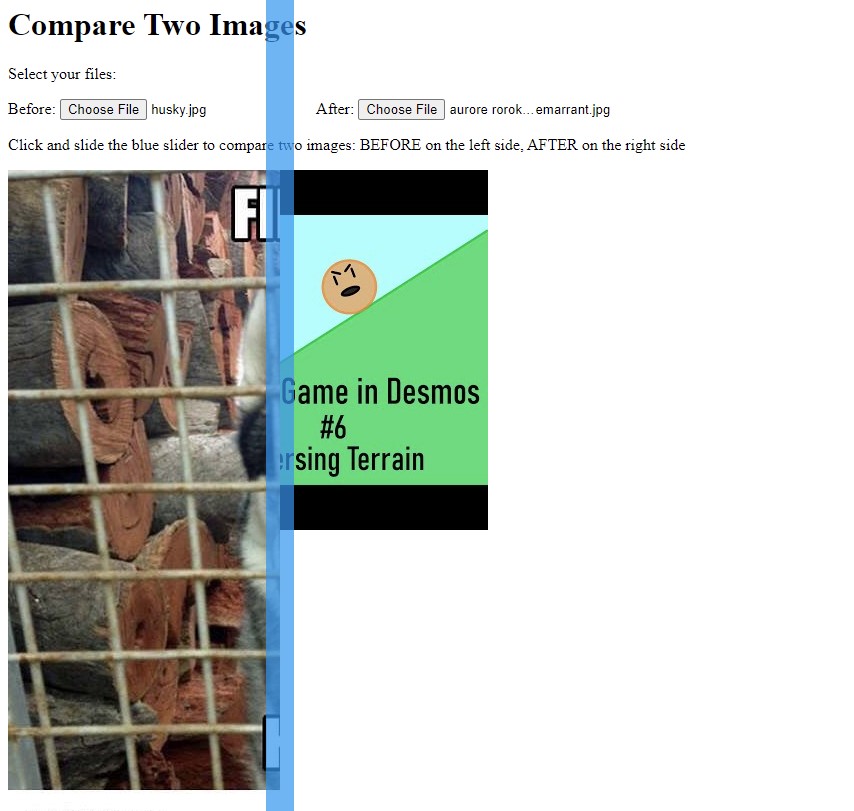 Compare Two Images
Select your files:
Before: Choose File husky.jpg After: Choose File aurore rorok...emarrant.jpg
Click and slide the blue slider to compare two images: BEFORE on the left side, AFTER on the right side
Game in Desmos
#6
ersing Terrain